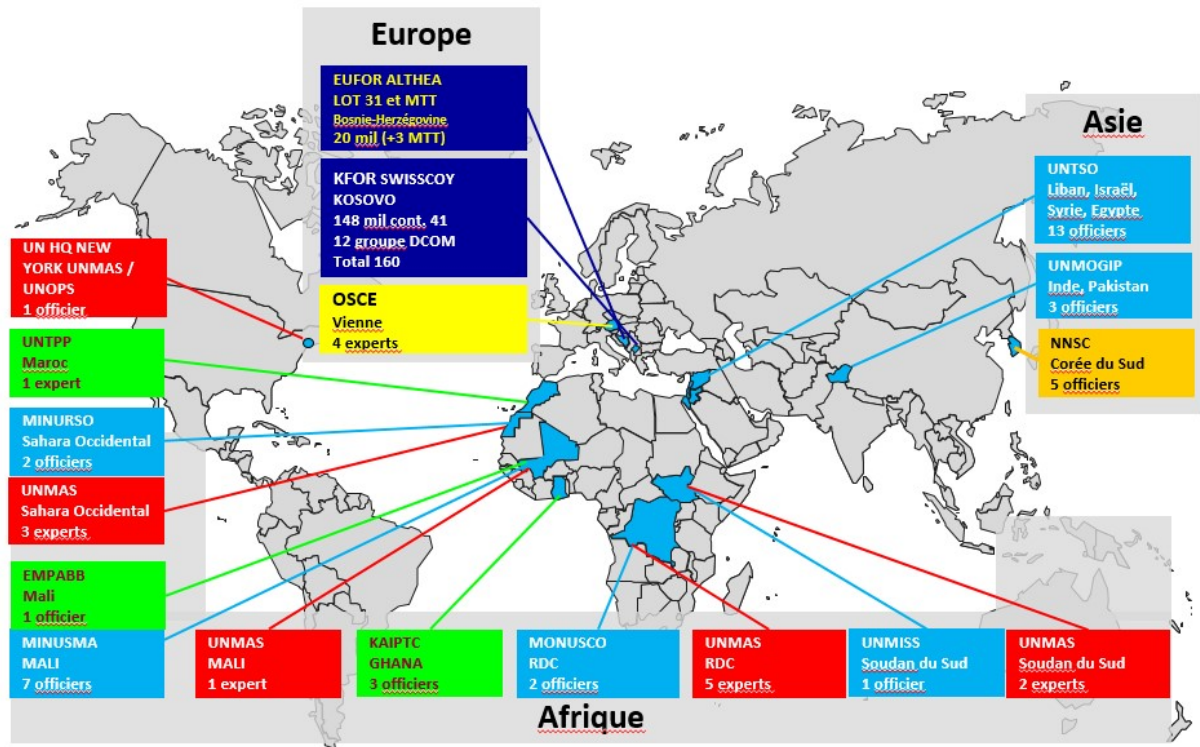 Europe
EUFOR ALTHEA
LOT 31 et MTT
Bosnie-Herzégovine
20 mil (+3 MTT)
KFOR SWISSCOY
KOSOVO
148 mil cont. 41
12 groupe DCOM
Total 160
OSCE
Vienne
4 experts
Asie
UNTSO
Liban, Israël,
Syrie, Egypte
13 officiers
UNMOGIP
Inde, Pakistan
3 officiers
NNSC
Corée du Sud
5 officiers
UN HQ NEW
YORK UNMAS /
UNOPS
1 officier
UNTPP
Maroc
1 expert
MINURSO
Sahara Occidental
2 officiers
UNMAS
Sahara Occidental
3 experts
EMPABB
Mali
1 officier
MINUSMA
MALI
7 officiers
UNMAS
MALI
1 expert
KAIPTC
GHANA
3 officiers
MONUSCO
RDC
2 officiers
UNMAS
RDC
5 experts
UNMISS
Soudan du Sud
1 officier
UNMAS
Soudan du Sud
2 experts
Afrique